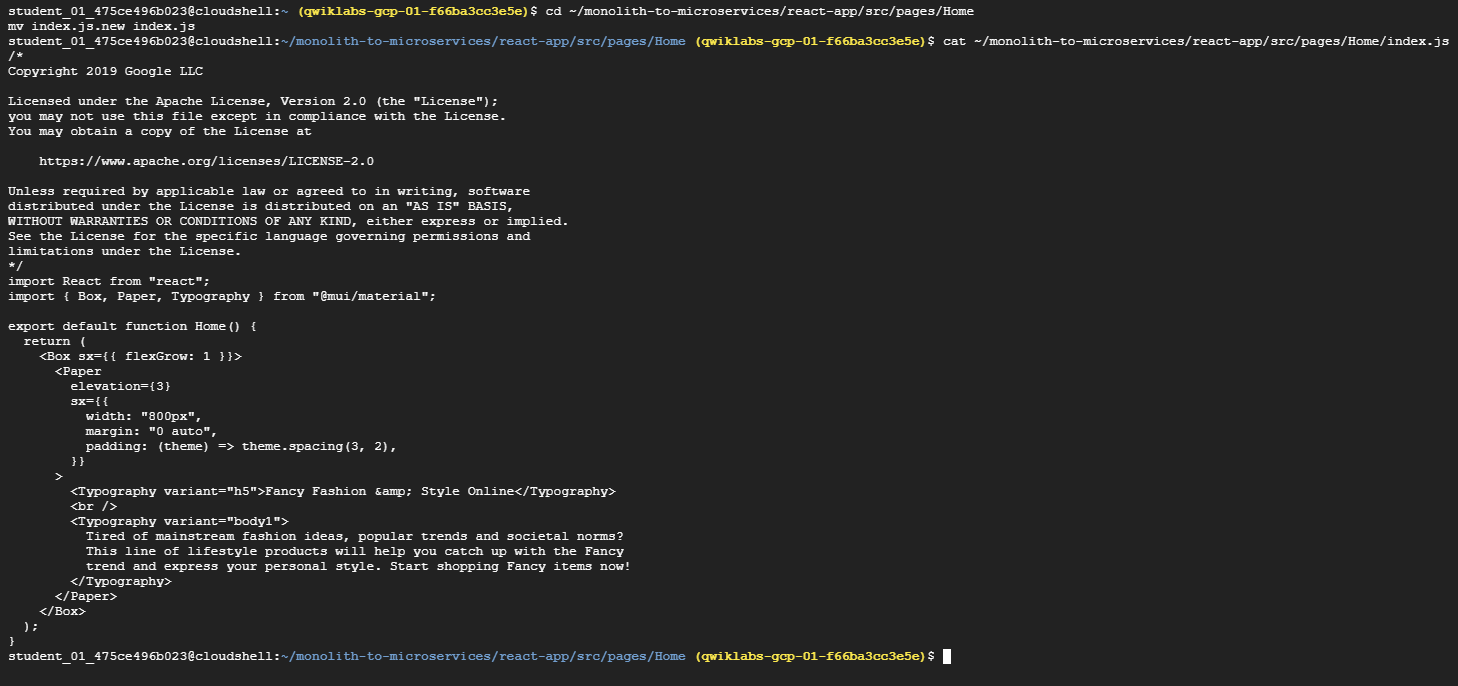 student_01_475ce496b023@cloudshell:~ (qwiklabs-gcp-01-f66ba3cc3e5e)$ cd ~/monolith-to-microservices/react-app/src/pages/Home
mv index.js.new index.js
student_01_475ce496b023@cloudshell:~/monolith-to-microservices/react-app/src/pages/Home (qwiklabs-gcp-01-f66ba3cc3e5e)$ cat ~/monolith-to-microservices/react-app/src/pages/Home/index.js
/*
Copyright 2019 Google LLC

Licensed under the Apache License, Version 2.0 (the "License");
you may not use this file except in compliance with the License.
You may obtain a copy of the License at

    https://www.apache.org/licenses/LICENSE-2.0

Unless required by applicable law or agreed to in writing, software
distributed under the License is distributed on an "AS IS" BASIS,
WITHOUT WARRANTIES OR CONDITIONS OF ANY KIND, either express or implied.
See the License for the specific language governing permissions and
limitations under the License.
*/
import React from "react";
import { Box, Paper, Typography } from "@mui/material";

export default function Home() {
  return (
    <Box sx={{ flexGrow: 1 }}>
      <Paper
        elevation={3}
        sx={{
          width: "800px",
          margin: "0 auto",
          padding: (theme) => theme.spacing(3, 2),
        }}
      >
        <Typography variant="h5">Fancy Fashion &amp; Style Online</Typography>
        <br />
        <Typography variant="body1">
          Tired of mainstream fashion ideas, popular trends and societal norms?
          This line of lifestyle products will help you catch up with the Fancy
          trend and express your personal style. Start shopping Fancy items now!
        </Typography>
      </Paper>
    </Box>
  );
}
student_01_475ce496b023@cloudshell:~/monolith-to-microservices/react-app/src/pages/Home (qwiklabs-gcp-01-f66ba3cc3e5e)$